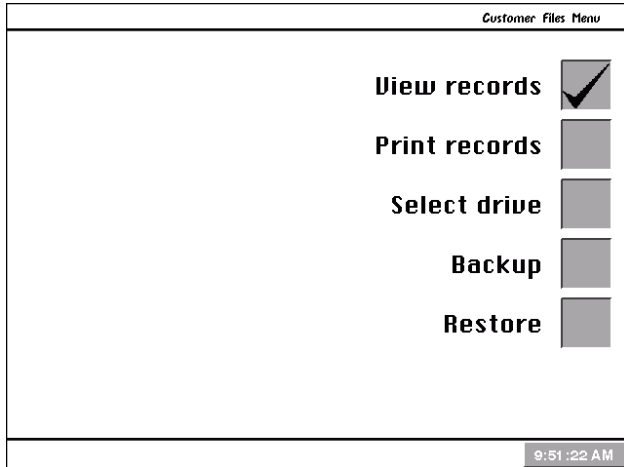 Customer Files Menu
View records
Print records
Select drive
Backup
Restore
9:51:22 AM